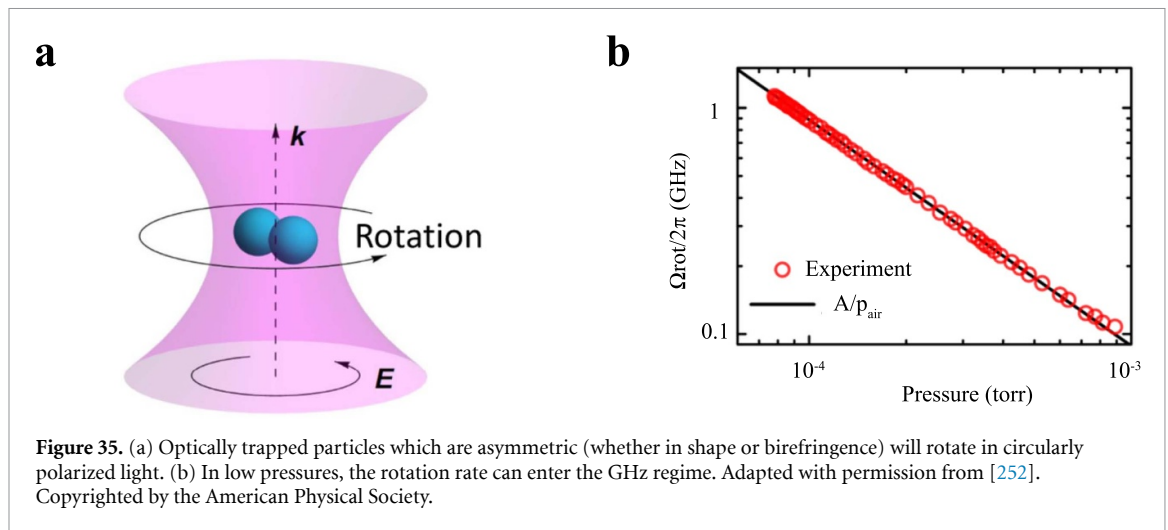 a
k
Rotation
E
b
Ωrot/2π (GHz)
1
0.1
Experiment
A/p_air
10⁻⁴
10⁻³
Pressure (torr)
Figure 35. (a) Optically trapped particles which are asymmetric (whether in shape or birefringence) will rotate in circularly
polarized light. (b) In low pressures, the rotation rate can enter the GHz regime. Adapted with permission from [252].
Copyrighted by the American Physical Society.